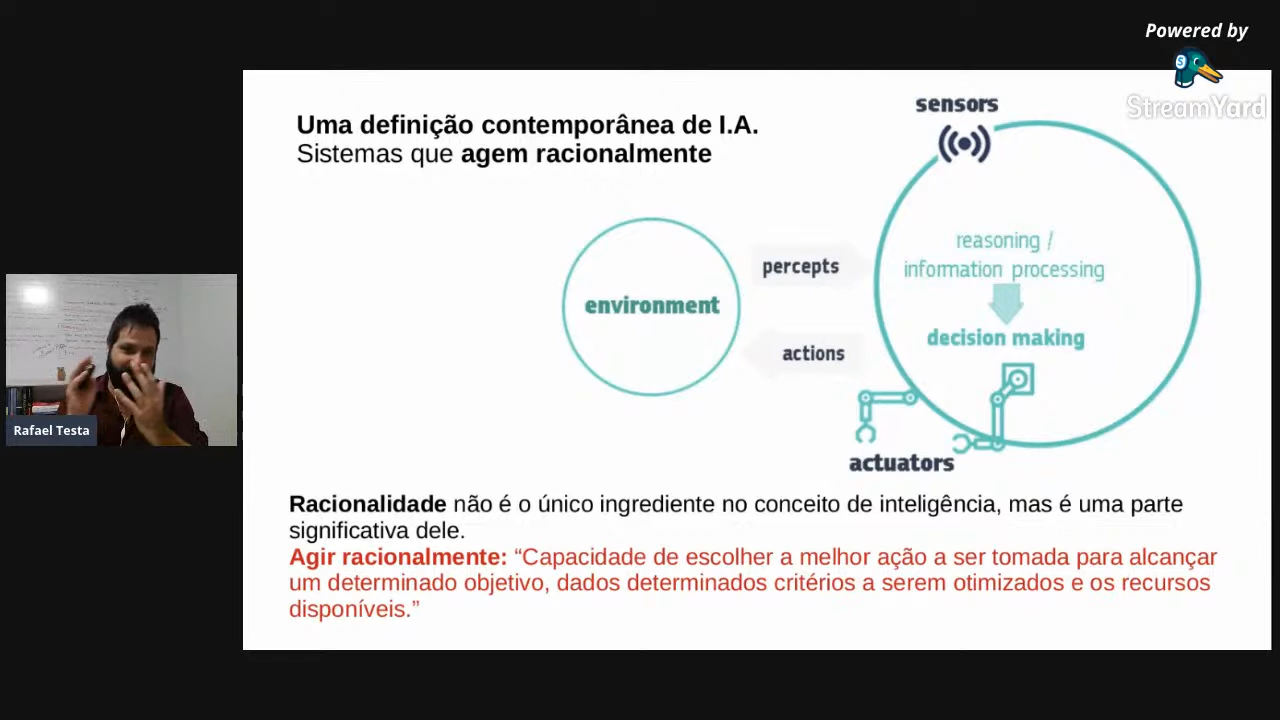 Powered by
StreamYard
Uma definição contemporânea de I.A.
Sistemas que agem racionalmente
sensors
reasoning /
information processing
percepts
environment
decision making
actions
actuators
Rafael Testa
Racionalidade não é o único ingrediente no conceito de inteligência, mas é uma parte
significativa dele.
Agir racionalmente: “Capacidade de escolher a melhor ação a ser tomada para alcançar
um determinado objetivo, dados determinados critérios a serem otimizados e os recursos
disponíveis.”